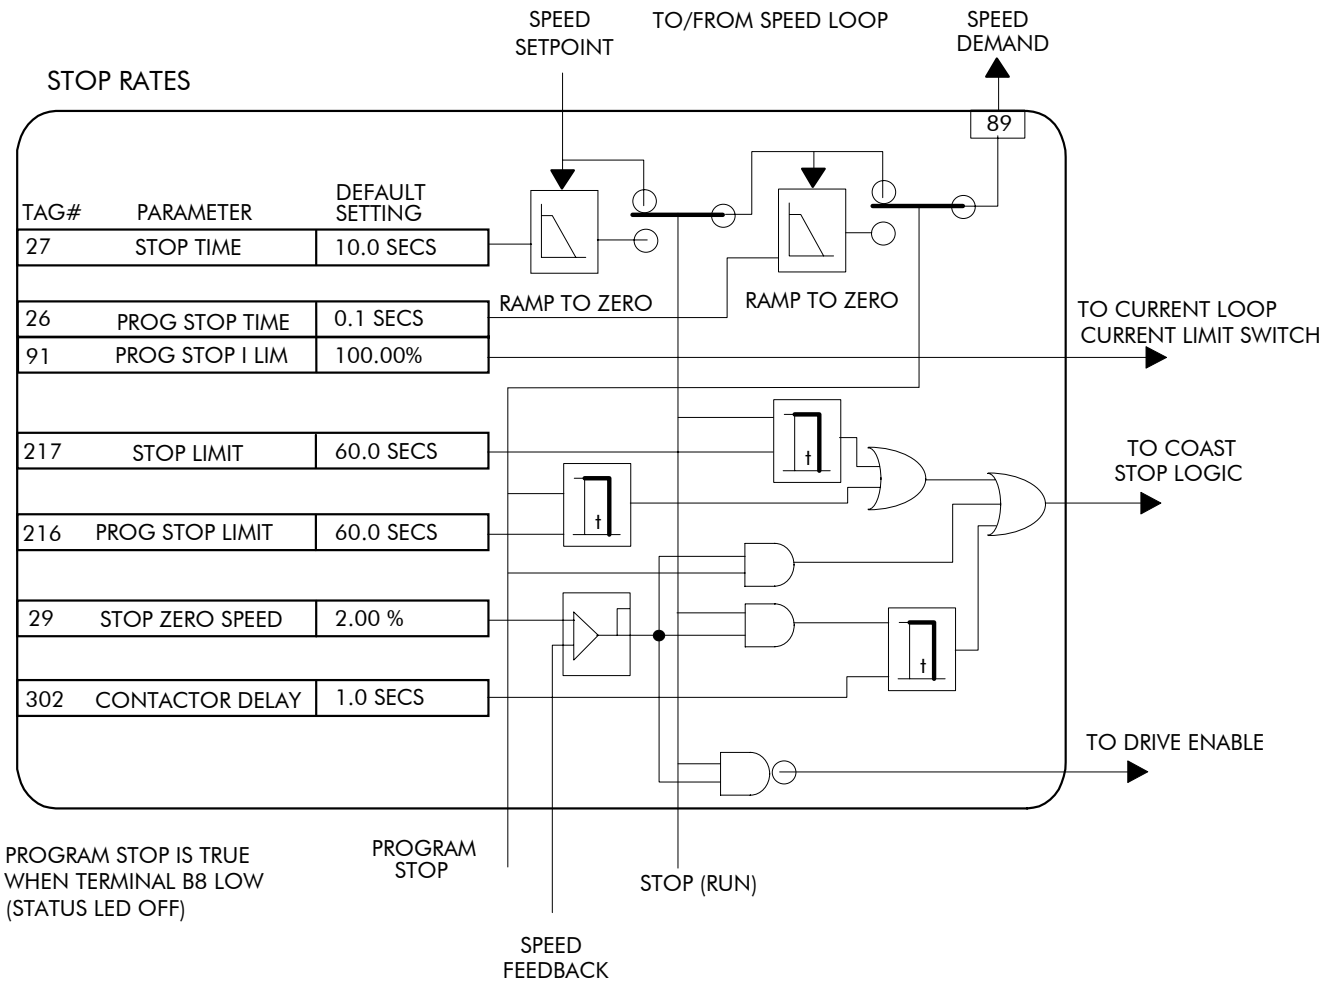 SPEED
SETPOINT
TO/FROM SPEED LOOP
SPEED
DEMAND
STOP RATES
89
TAG#
PARAMETER
DEFAULT
SETTING
27 STOP TIME 10.0 SECS
RAMP TO ZERO
RAMP TO ZERO
26 PROG STOP TIME 0.1 SECS
91 PROG STOP I LIM 100.00%
TO CURRENT LOOP
CURRENT LIMIT SWITCH
217 STOP LIMIT 60.0 SECS
t
TO COAST
STOP LOGIC
216 PROG STOP LIMIT 60.0 SECS
t
29 STOP ZERO SPEED 2.00 %
t
302 CONTACTOR DELAY 1.0 SECS
TO DRIVE ENABLE
PROGRAM STOP IS TRUE
WHEN TERMINAL B8 LOW
(STATUS LED OFF)
PROGRAM
STOP
STOP (RUN)
SPEED
FEEDBACK